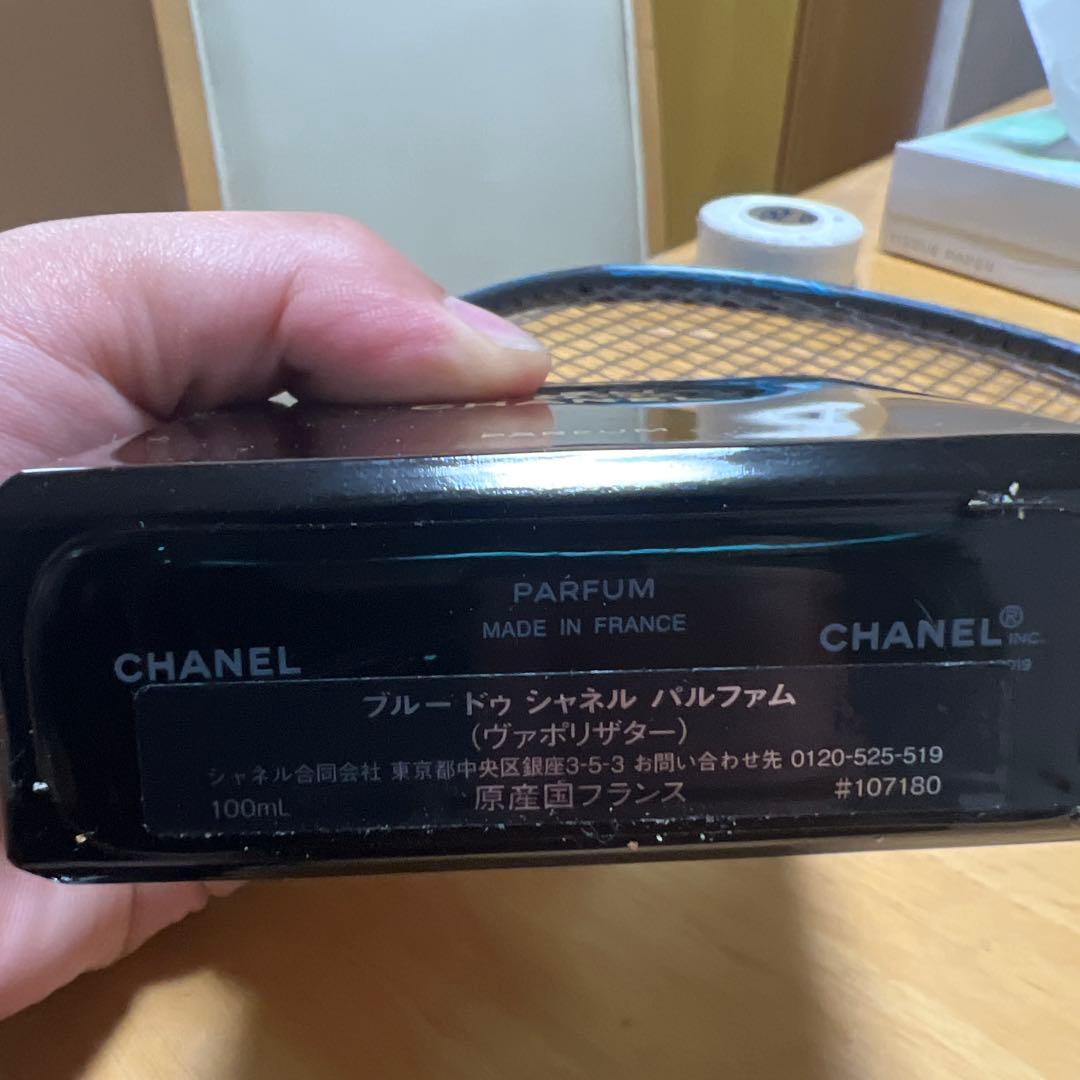 PARFUM
PARFUM
MADE IN FRANCE
CHANEL
CHANEL® INC.
ブルー ドゥ シャネル パルファム
(ヴァポリザター)
シャネル合同会社 東京都中央区銀座3-5-3 お問い合わせ先 0120-525-519
100mL
原産国フランス
#107180